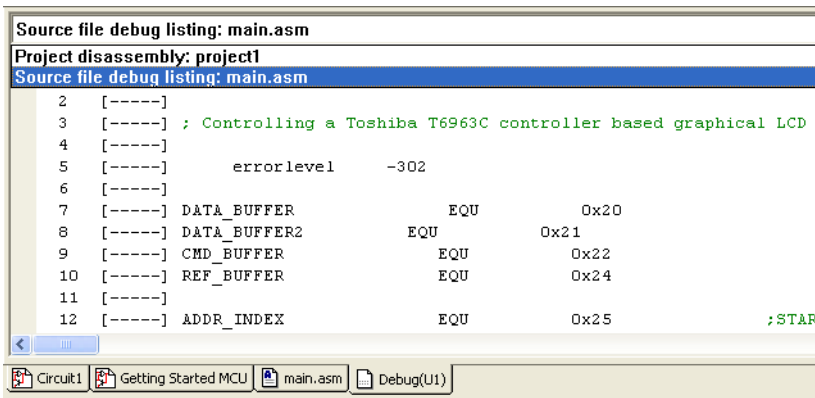 Source file debug listing: main.asm
Project disassembly: project1
Source file debug listing: main.asm
2 [-----]
3 [-----] ; Controlling a Toshiba T6963C controller based graphical LCD
4 [-----]
5 [-----] errorlevel -302
6 [-----]
7 [-----] DATA_BUFFER EQU 0x20
8 [-----] DATA_BUFFER2 EQU 0x21
9 [-----] CMD_BUFFER EQU 0x22
10 [-----] REF_BUFFER EQU 0x24
11 [-----]
12 [-----] ADDR_INDEX EQU 0x25 ;STAR
Circuit1 Getting Started MCU main.asm Debug(U1)